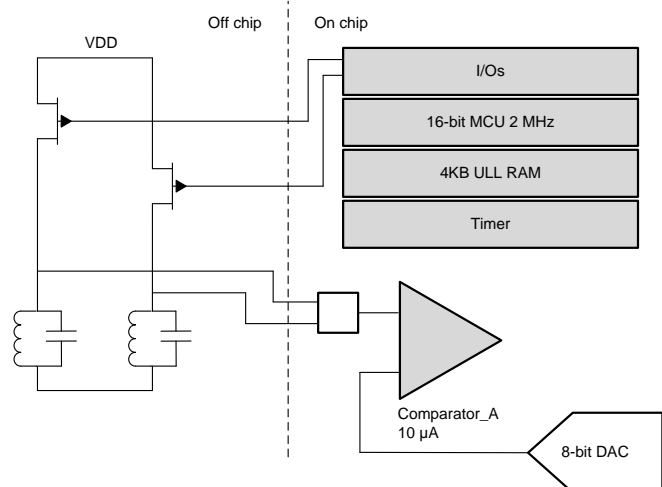 Off chip
On chip
VDD
I/Os
16-bit MCU 2 MHz
4KB ULL RAM
Timer
Comparator_A
10 µA
8-bit DAC